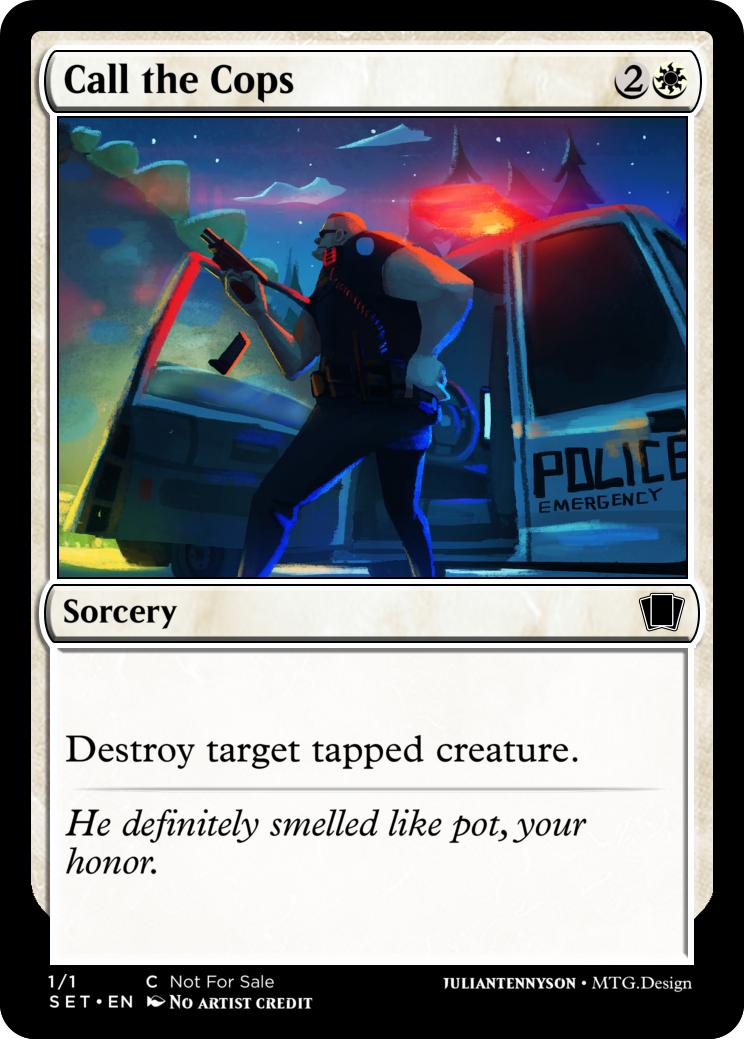 Call the Cops 2
POLICE
EMERGENCY
Sorcery
Destroy target tapped creature.
He definitely smelled like pot, your
honor.
1/1 C Not For Sale JULIANTENNYSON • MTG.Design
SET • EN NO ARTIST CREDIT